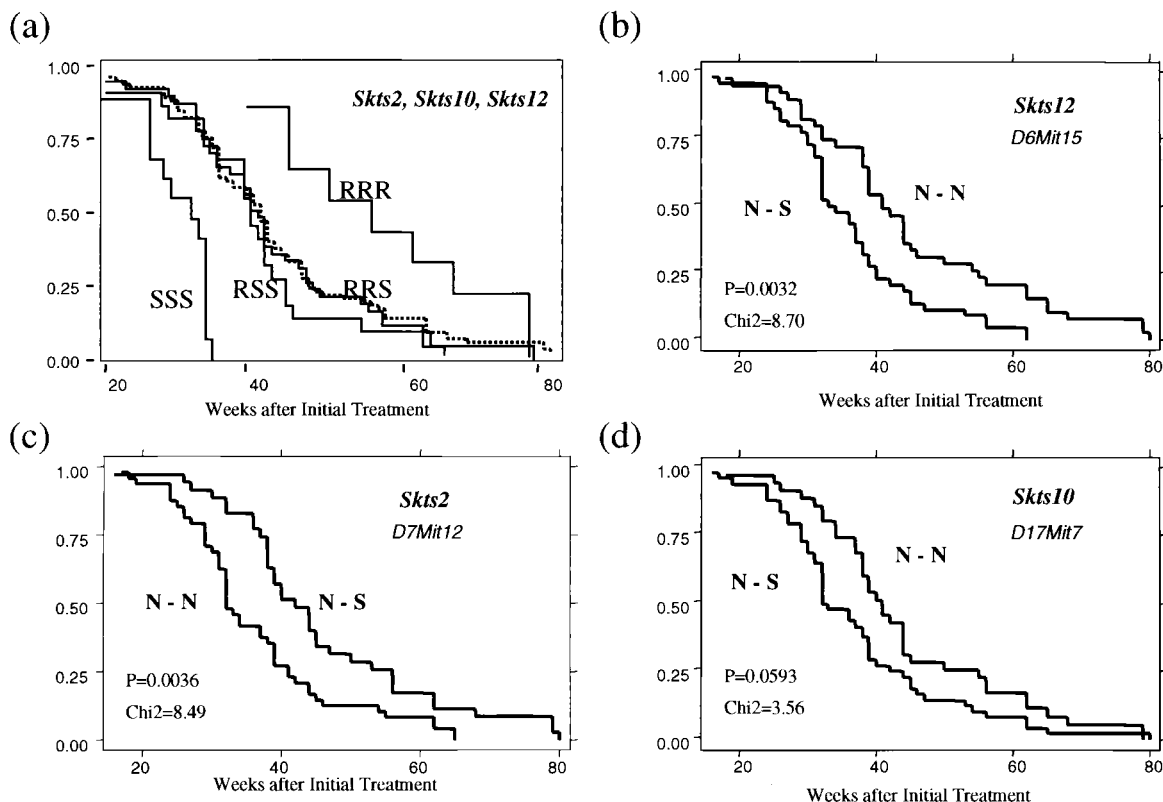 (a)
1.00
0.75
0.50
0.25
0.00
Skts2, Skts10, Skts12
RRR
SSS
RSS
RRS
20
40
60
80
Weeks after Initial Treatment
(b)
1.00
0.75
0.50
0.25
0.00
Skts12
D6Mit15
N - N
N - S
P=0.0032
Chi2=8.70
20
40
60
80
Weeks after Initial Treatment
(c)
1.00
0.75
0.50
0.25
0.00
Skts2
D7Mit12
N - N
N - S
P=0.0036
Chi2=8.49
20
40
60
80
Weeks after Initial Treatment
(d)
1.00
0.75
0.50
0.25
0.00
Skts10
D17Mit7
N - N
N - S
P=0.0593
Chi2=3.56
20
40
60
80
Weeks after Initial Treatment